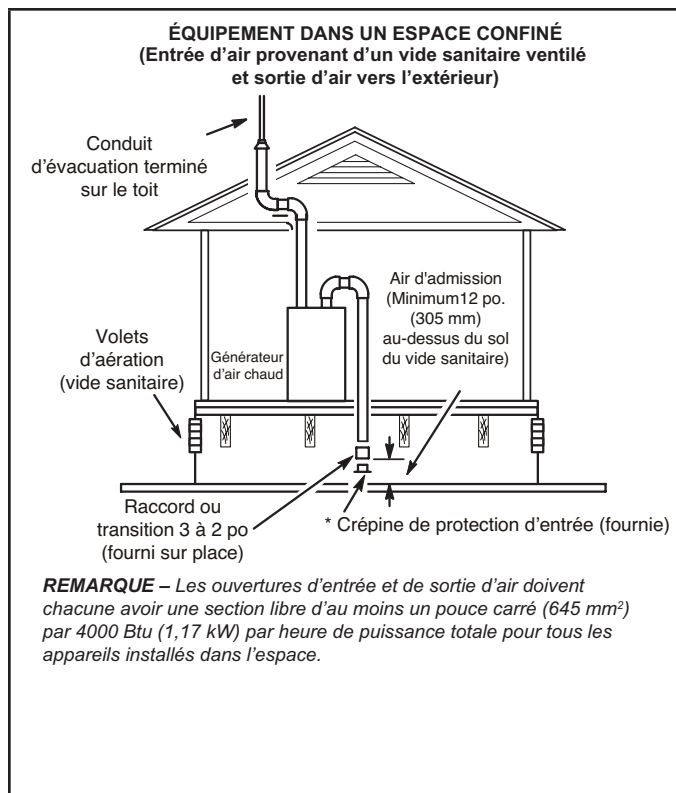 ÉQUIPEMENT DANS UN ESPACE CONFINÉ
(Entrée d'air provenant d'un vide sanitaire ventilé
et sortie d'air vers l'extérieur)
Conduit
d'évacuation terminé
sur le toit
Air d'admission
(Minimum12 po.
(305 mm)
au-dessus du sol
du vide sanitaire)
Volets
d'aération
(vide sanitaire)
Générateur
d'air chaud
Raccord ou
transition 3 à 2 po
(fourni sur place)
* Crépine de protection d'entrée (fournie)
REMARQUE – Les ouvertures d'entrée et de sortie d'air doivent
chacune avoir une section libre d'au moins un pouce carré (645 mm²)
par 4000 Btu (1,17 kW) par heure de puissance totale pour tous les
appareils installés dans l'espace.